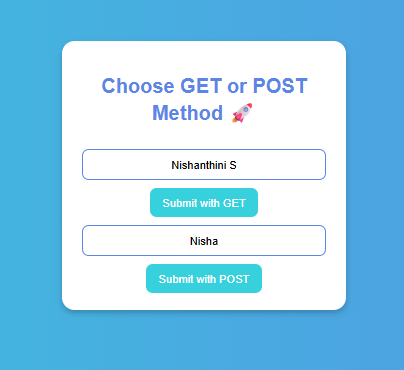 Choose GET or POST
Method 🚀
Nishanthini S
Submit with GET
Nisha
Submit with POST